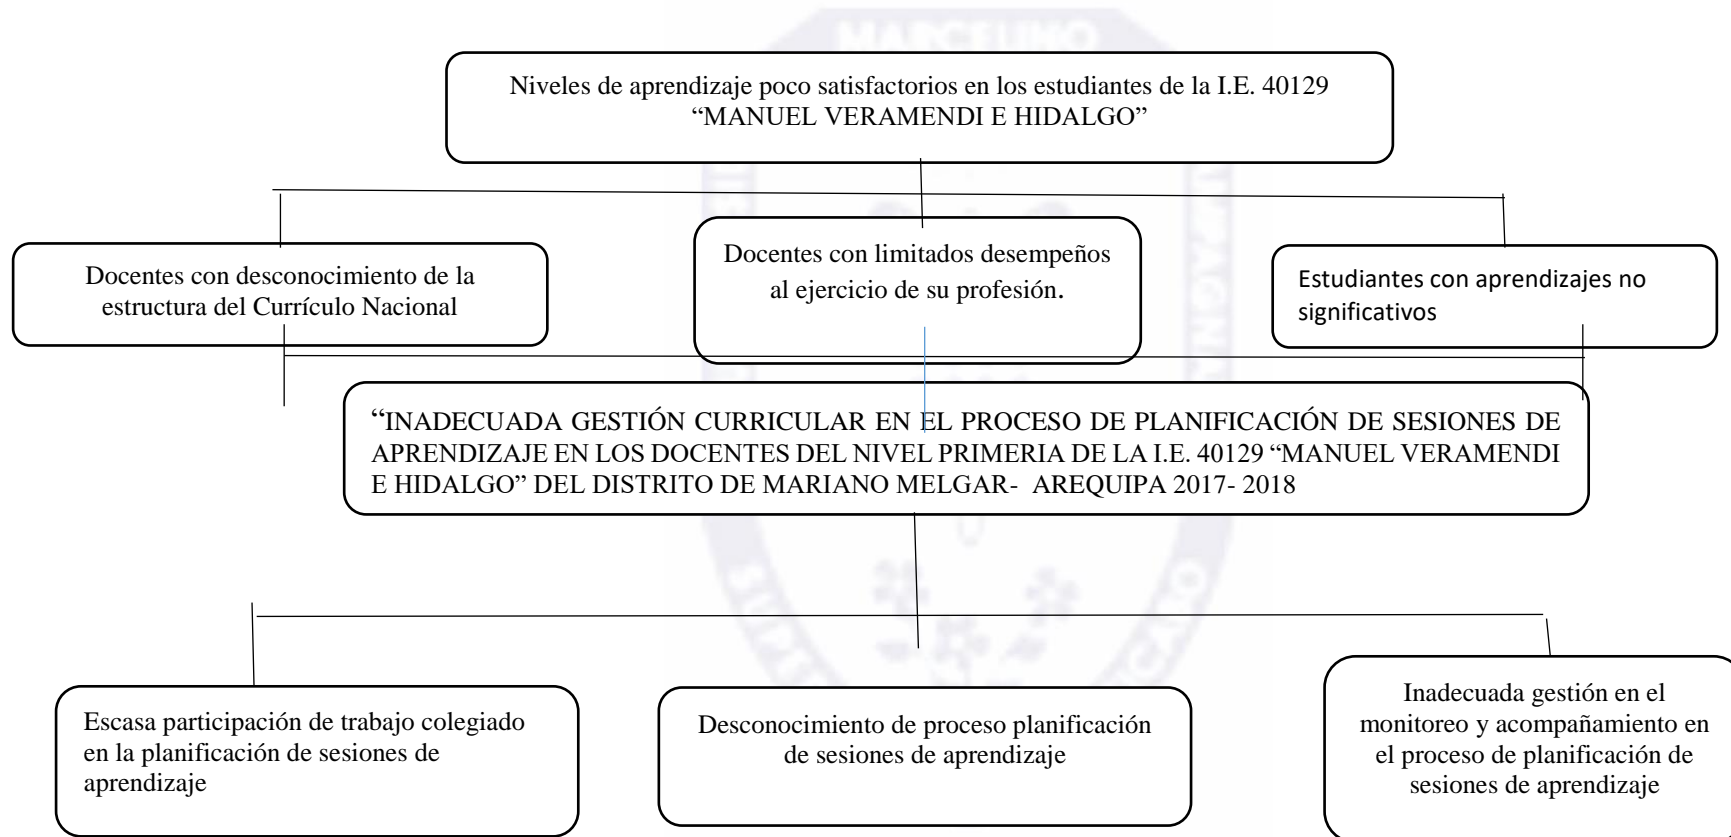 MARCELINO
Niveles de aprendizaje poco satisfactorios en los estudiantes de la I.E. 40129
“MANUEL VERAMENDI E HIDALGO”
Docentes con desconocimiento de la
estructura del Currículo Nacional
Docentes con limitados desempeños
al ejercicio de su profesión.
Estudiantes con aprendizajes no
significativos
“INADECUADA GESTIÓN CURRICULAR EN EL PROCESO DE PLANIFICACIÓN DE SESIONES DE
APRENDIZAJE EN LOS DOCENTES DEL NIVEL PRIMERIA DE LA I.E. 40129 “MANUEL VERAMENDI
E HIDALGO” DEL DISTRITO DE MARIANO MELGAR- AREQUIPA 2017- 2018
Escasa participación de trabajo colegiado
en la planificación de sesiones de
aprendizaje
Desconocimiento de proceso planificación
de sesiones de aprendizaje
Inadecuada gestión en el
monitoreo y acompañamiento en
el proceso de planificación de
sesiones de aprendizaje